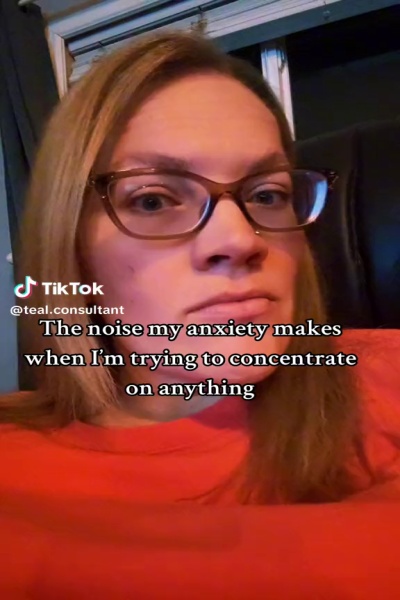 TikTok
@teal.consultant
The noise my anxiety makes
when I'm trying to concentrate
on anything